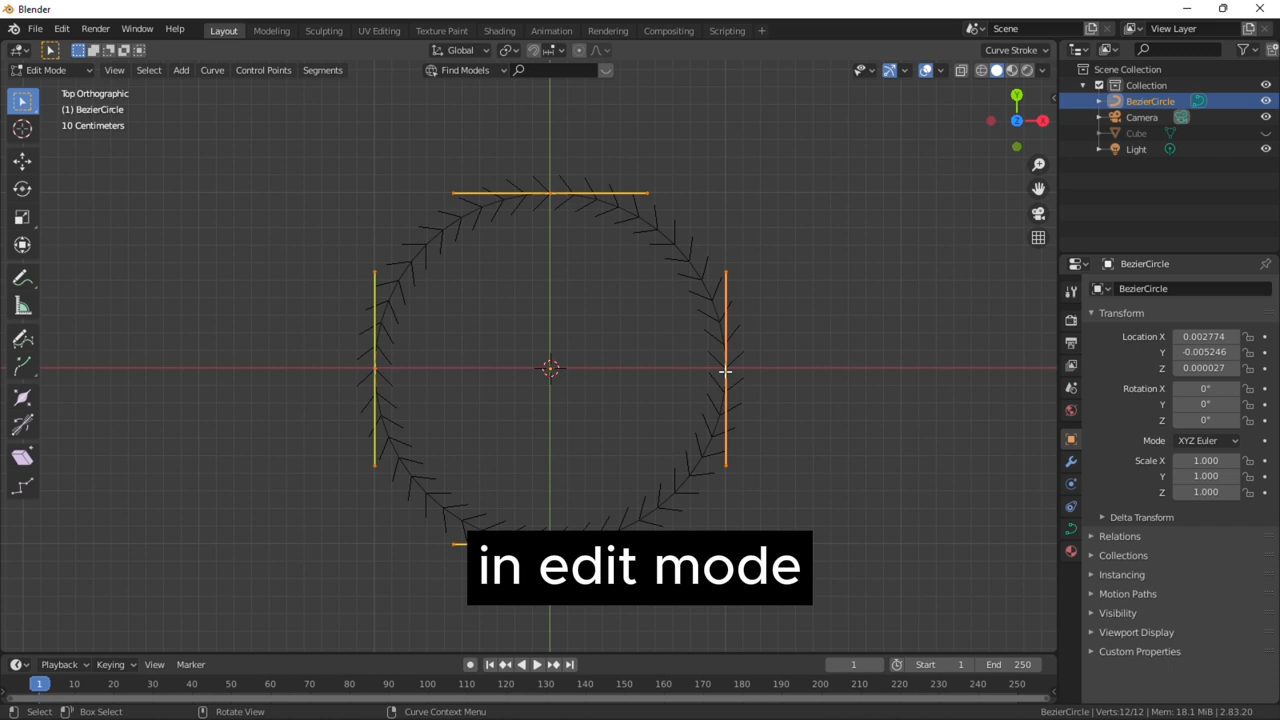 Blender
File Edit Render Window Help
Layout Modeling Sculpting UV Editing Texture Paint Shading Animation Rendering Compositing Scripting +
Scene View Layer
Global Curve Stroke
Edit Mode View Select Add Curve Control Points Segments Find Models
Top Orthographic
(1) BezierCircle
10 Centimeters
Y
Z X
Scene Collection
Collection
BezierCircle
Camera
Cube
Light
BezierCircle
BezierCircle
Transform
Location X 0.002774
Y -0.005246
Z 0.000027
Rotation X 0°
Y 0°
Z 0°
Mode XYZ Euler
Scale X 1.000
Y 1.000
Z 1.000
Delta Transform
Relations
Collections
Instancing
Motion Paths
Visibility
Viewport Display
Custom Properties
in edit mode
Playback Keying View Marker 1 Start 1 End 250
1 10 20 30 40 50 60 70 80 90 100 110 120 130 140 150 160 170 180 190 200 210 220 230 240 250
Select Box Select Rotate View Curve Context Menu BezierCircle | Verts:12/12 | Mem: 18.1 MiB | 2.83.20